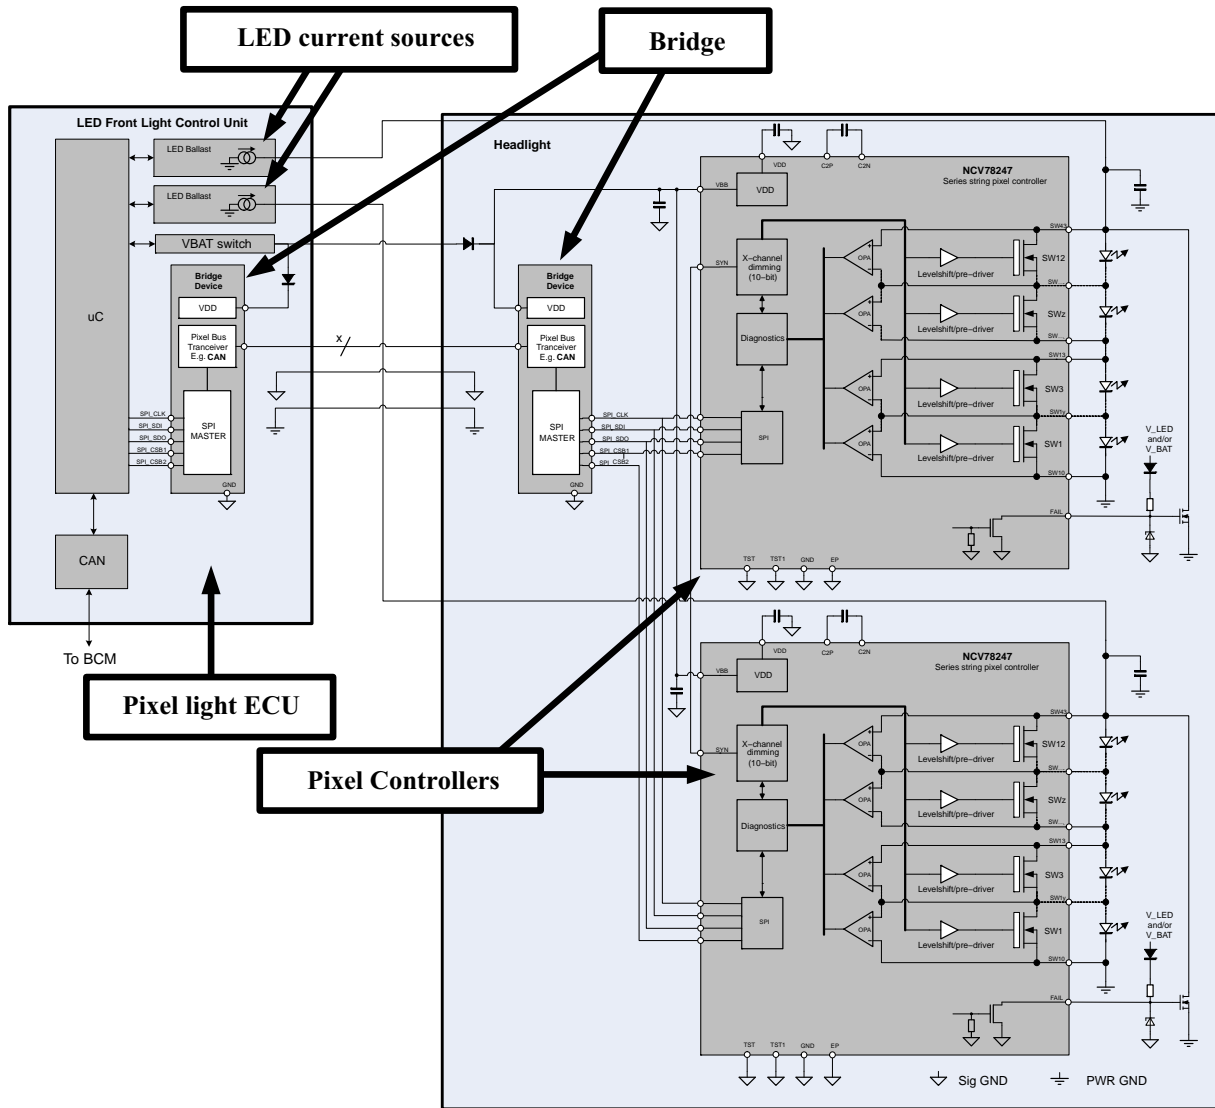 LED current sources
Bridge
LED Front Light Control Unit
LED Ballast
LED Ballast
VBAT switch
uC
Bridge
Device
VDD
Pixel Bus
Tranceiver
E.g. CAN
SPI
MASTER
SPI_CLK
SPI_SDI
SPI_SDO
SPI_CSB1
SPI_CSB2
GND
CAN
To BCM
Pixel light ECU
x
Headlight
Bridge
Device
VDD
Pixel Bus
Tranceiver
E.g. CAN
SPI
MASTER
SPI_CLK
SPI_SDI
SPI_SDO
SPI_CSB1
SPI_CSB2
GND
Pixel Controllers
VDD
C2P
C2N
NCV78247
Series string pixel controller
VBB
VDD
SYN
X-channel
dimming
(10-bit)
Diagnostics
SPI
OPA
OPA
OPA
OPA
Levelshift/pre-driver
Levelshift/pre-driver
Levelshift/pre-driver
Levelshift/pre-driver
SW43
SW12
SW...
SWz
SW...
SW13
SW3
SW1y
SW1
SW10
FAIL
V_LED
and/or
V_BAT
TST
TST1
GND
EP
VDD
C2P
C2N
NCV78247
Series string pixel controller
VBB
VDD
SYN
X-channel
dimming
(10-bit)
Diagnostics
SPI
OPA
OPA
OPA
OPA
Levelshift/pre-driver
Levelshift/pre-driver
Levelshift/pre-driver
Levelshift/pre-driver
SW43
SW12
SW...
SWz
SW...
SW13
SW3
SW1y
SW1
SW10
FAIL
V_LED
and/or
V_BAT
TST
TST1
GND
EP
Sig GND
PWR GND